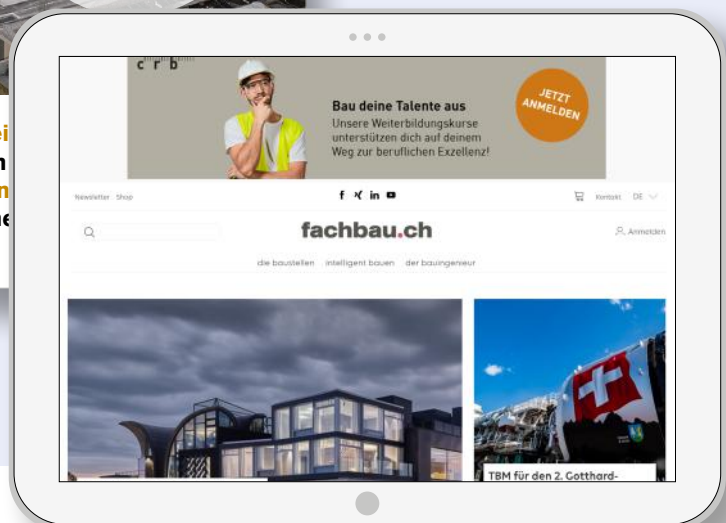 crb
Bau deine Talente aus
Unsere Weiterbildungskurse
unterstützen dich auf deinem
Weg zur beruflichen Exzellenz!
JETZT
ANMELDEN
Newsletter Shop
f in
Kontakt DE
fachbau.ch
Anmelden
die baustellen intelligent bauen der bauingenieur
TBM für den 2. Gotthard-